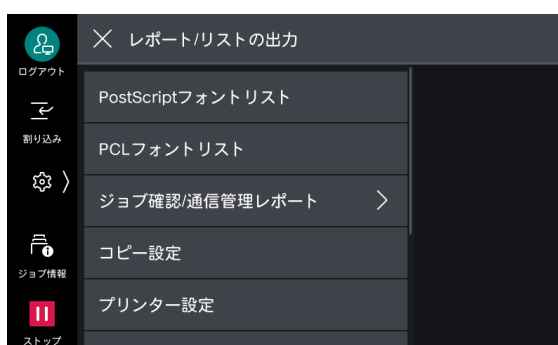 ログアウト
割り込み
ジョブ情報
ストップ
レポート/リストの出力
PostScriptフォントリスト
PCLフォントリスト
ジョブ確認/通信管理レポート
コピー設定
プリンター設定